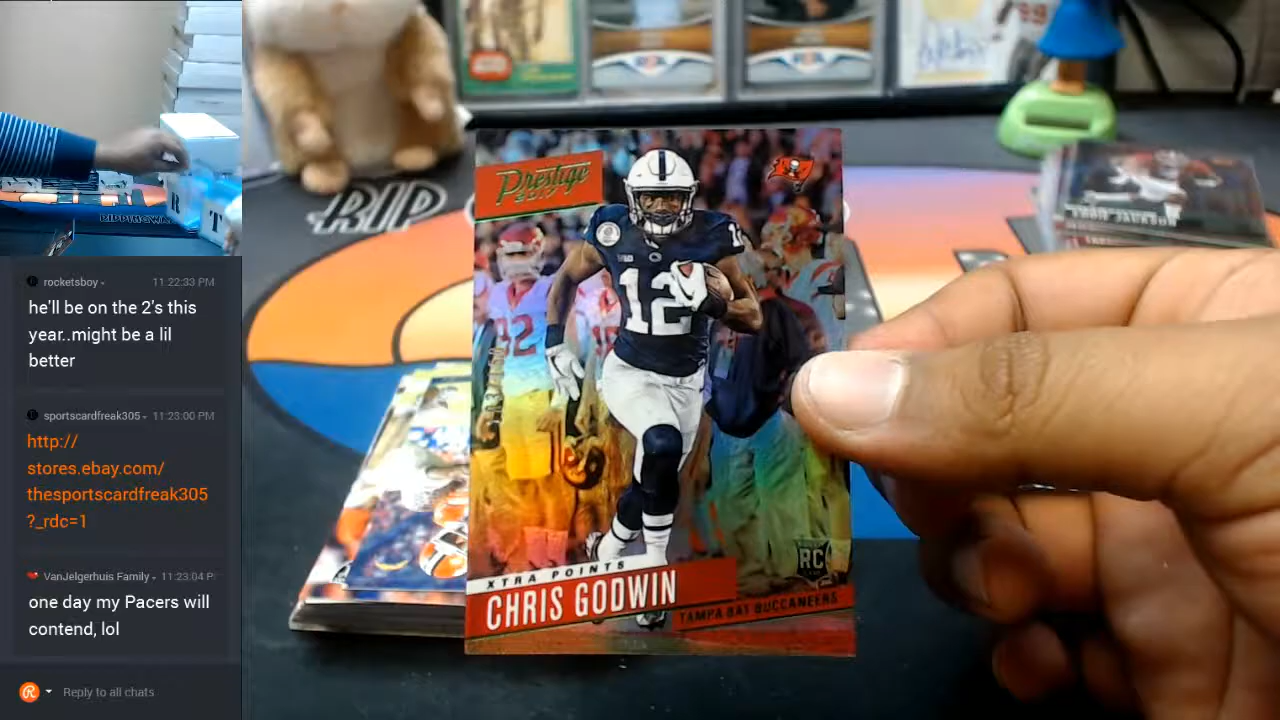 rocketsboy
11:22:33 PM
he'll be on the 2's this
year..might be a lil
better
sportscardfreak305
11:23:00 PM
http://
stores.ebay.com/
thesportscardfreak305
?_rdc=1
VanJelgerhuis Family
11:23:04 P
one day my Pacers will
contend, lol
Reply to all chats
RIP
Prestige
2017
12
XTRA POINTS
CHRIS GODWIN
TAMPA BAY BUCCANEERS
RC
JACKSON